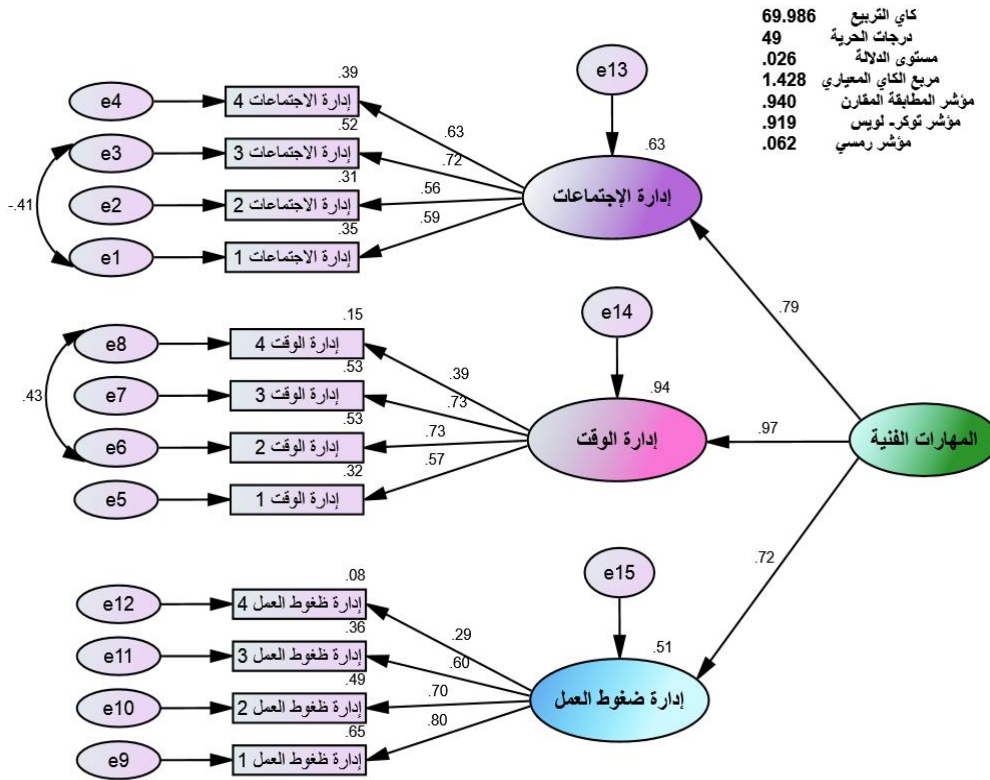 كاي التربيع 69.986
درجات الحرية 49
مستوى الدلالة .026
مربع الكاي المعياري 1.428
مؤشر المطابقة المقارن .940
مؤشر توكر- لويس .919
مؤشر رمسي .062
e13
.63
.39
e4
إدارة الاجتماعات 4
.63
.52
e3
إدارة الاجتماعات 3
.72
.31
e2
إدارة الاجتماعات 2
.56
.35
e1
إدارة الاجتماعات 1
.59
-.41
إدارة الإجتماعات
.79
e14
.94
.15
e8
إدارة الوقت 4
.39
.53
e7
إدارة الوقت 3
.73
.53
e6
إدارة الوقت 2
.73
.32
e5
إدارة الوقت 1
.57
.43
إدارة الوقت
.97
المهارات الفنية
.72
e15
.51
.08
e12
إدارة ظغوط العمل 4
.29
.36
e11
إدارة ظغوط العمل 3
.60
.49
e10
إدارة ظغوط العمل 2
.70
.65
e9
إدارة ظغوط العمل 1
.80
إدارة ضغوط العمل